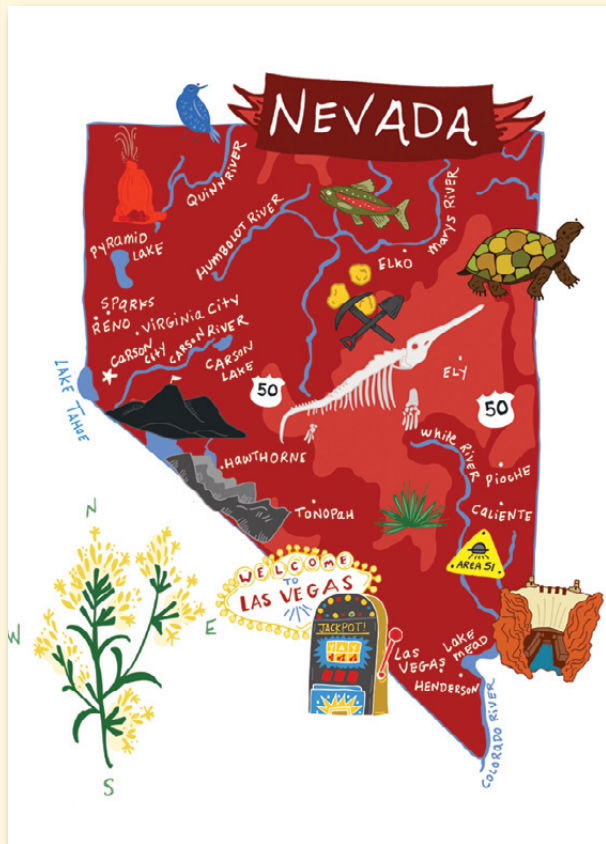 NEVADA
QUINN RIVER
HUMBOLDT RIVER
MARYS RIVER
PYRAMID
LAKE
ELKO
SPARKS
RENO
VIRGINIA CITY
CARSON
CITY
CARSON RIVER
CARSON
LAKE
LAKE TAHOE
50
ELY
50
WHITE RIVER
PIOCHE
HAWTHORNE
CALIENTE
TONOPAH
AREA 51
N
W
E
S
WELCOME
TO
LAS VEGAS
JACKPOT!
LAS
VEGAS
LAKE
MEAD
HENDERSON
COLORADO RIVER